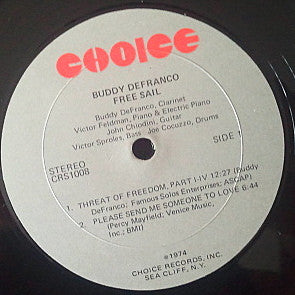 CHOICE
BUDDY DEFRANCO
FREE SAIL
Buddy DeFranco, Clarinet
Victor Feldman, Piano & Electric Piano
John Chiodini, Guitar
Victor Sproles, Bass Joe Cocuzzo, Drums
STEREO
CRS1008
SIDE 1
1. THREAT OF FREEDOM, PART I-IV 12:27 (Buddy
DeFranco; Famous Solos Enterprises; ASCAP)
2. PLEASE SEND ME SOMEONE TO LOVE 6:44
(Percy Mayfield; Venice Music,
Inc.; BMI)
℗1974
CHOICE RECORDS, INC.
SEA CLIFF, N.Y.